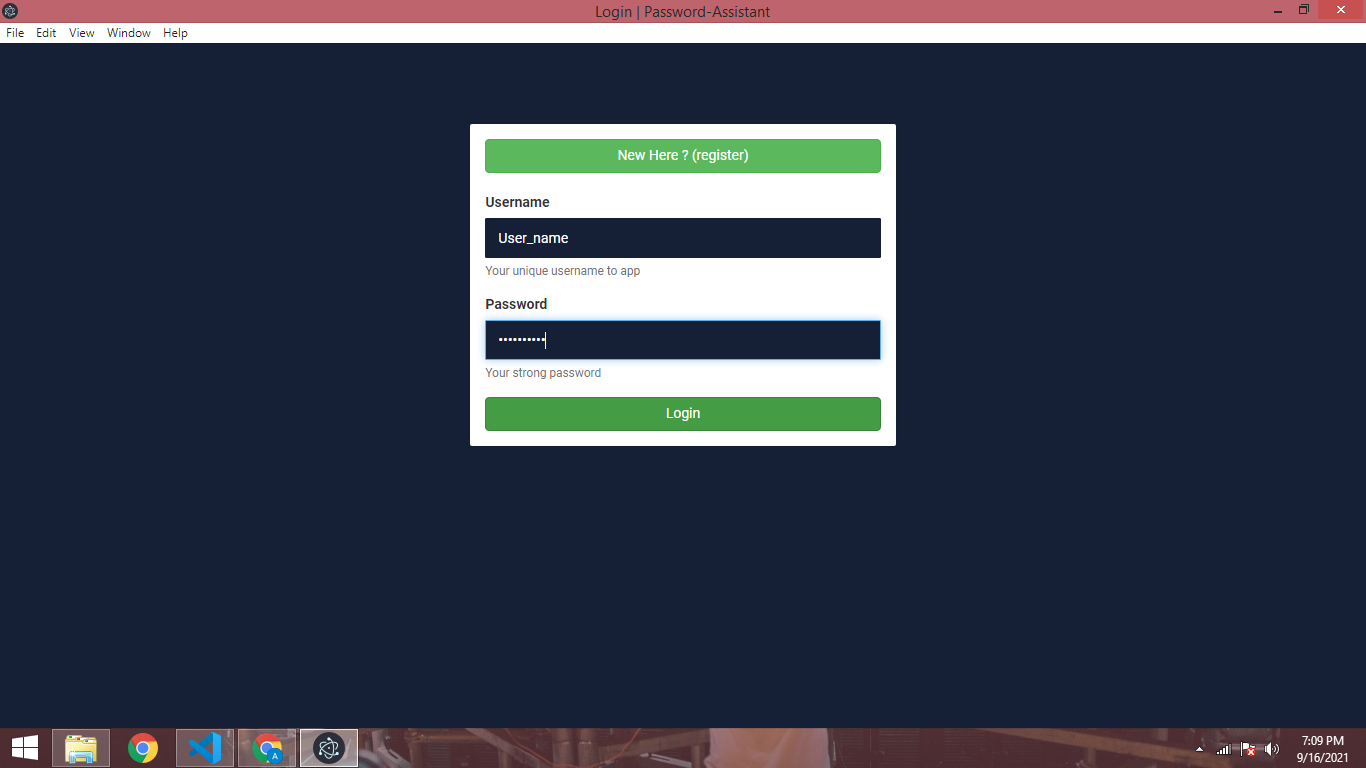 Login | Password-Assistant
File Edit View Window Help
New Here ? (register)
Username
User_name
Your unique username to app
Password
••••••••••
Your strong password
Login
A
7:09 PM
9/16/2021